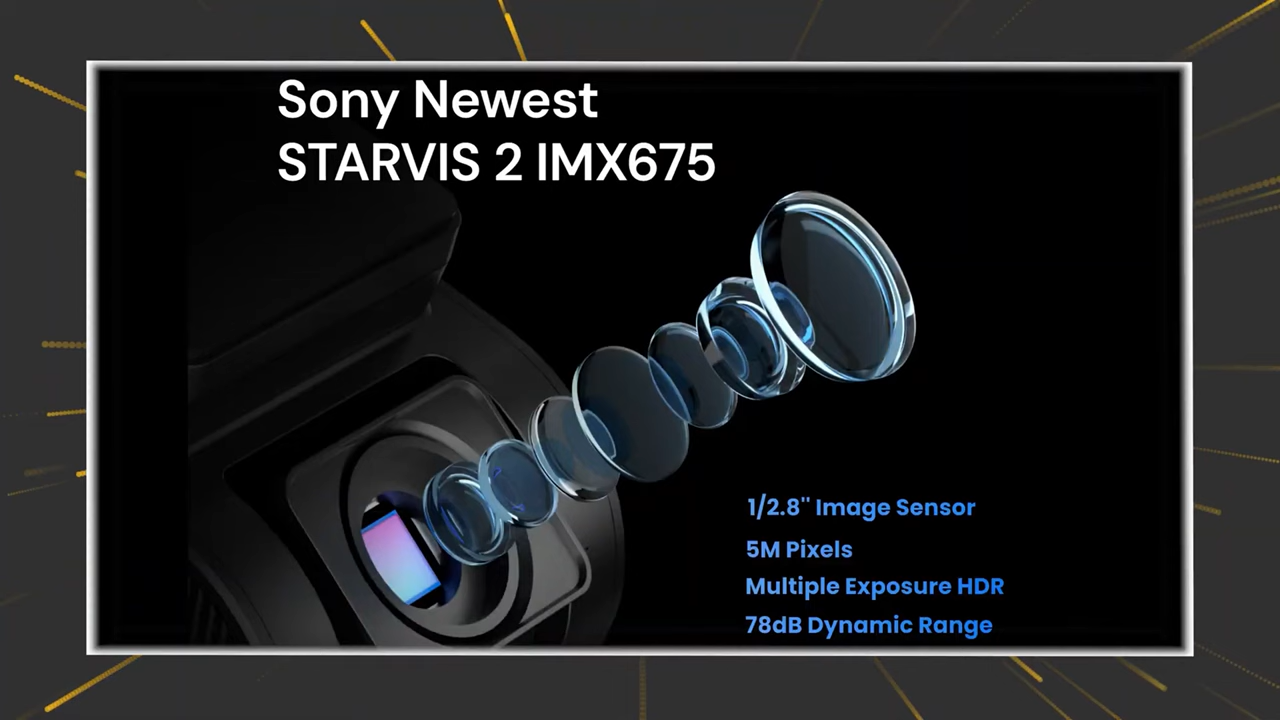 Sony Newest
STARVIS 2 IMX675
1/2.8" Image Sensor
5M Pixels
Multiple Exposure HDR
78dB Dynamic Range